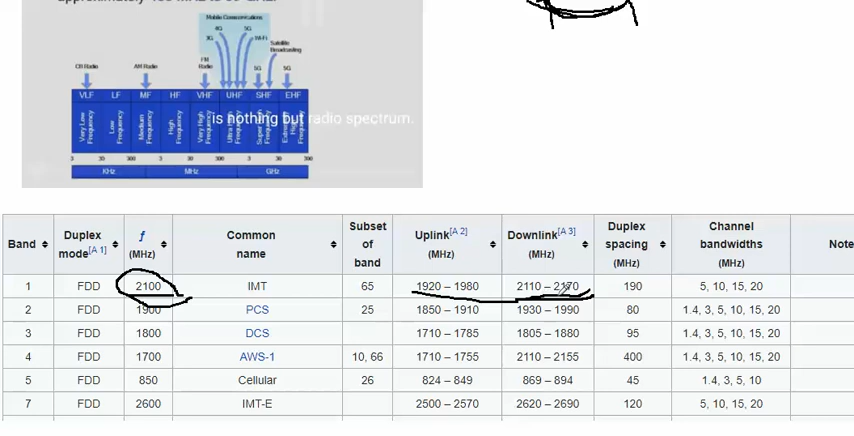 Mobile Communications
4G 5G
3G Wi-Fi
Satellite
Broadcasting
CB Radio AM Radio FM
Radio 5G 5G
VLF LF MF HF VHF UHF SHF EHF
Very Low
Frequency
Low
Frequency
Medium
Frequency
High
Frequency
Very High
Frequency
is nothing but radio spectrum.
3 30 300 3 30 300 3 30 300
KHz MHz GHz
Band Duplex
mode[A 1] f
(MHz) Common
name Subset
of
band Uplink[A 2]
(MHz) Downlink[A 3]
(MHz) Duplex
spacing
(MHz) Channel
bandwidths
(MHz) Note
1 FDD 2100 IMT 65 1920 – 1980 2110 – 2170 190 5, 10, 15, 20
2 FDD 1900 PCS 25 1850 – 1910 1930 – 1990 80 1.4, 3, 5, 10, 15, 20
3 FDD 1800 DCS 1710 – 1785 1805 – 1880 95 1.4, 3, 5, 10, 15, 20
4 FDD 1700 AWS-1 10, 66 1710 – 1755 2110 – 2155 400 1.4, 3, 5, 10, 15, 20
5 FDD 850 Cellular 26 824 – 849 869 – 894 45 1.4, 3, 5, 10
7 FDD 2600 IMT-E 2500 – 2570 2620 – 2690 120 5, 10, 15, 20